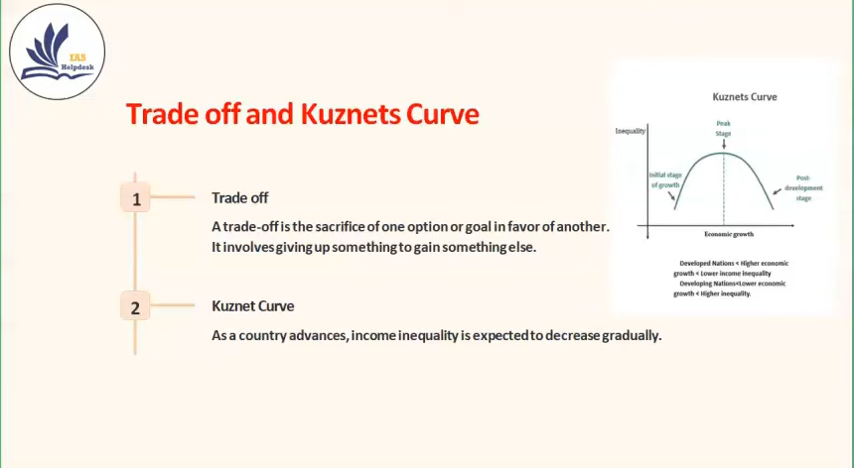 IAS
Helpdesk
Trade off and Kuznets Curve
1
Trade off
A trade-off is the sacrifice of one option or goal in favor of another.
It involves giving up something to gain something else.
2
Kuznet Curve
As a country advances, income inequality is expected to decrease gradually.
Kuznets Curve
Peak
Stage
Inequality
Initial stage
of growth
Post-
development
stage
Economic growth
Developed Nations < Higher economic
growth < Lower income inequality
Developing Nations<Lower economic
growth < Higher inequality.